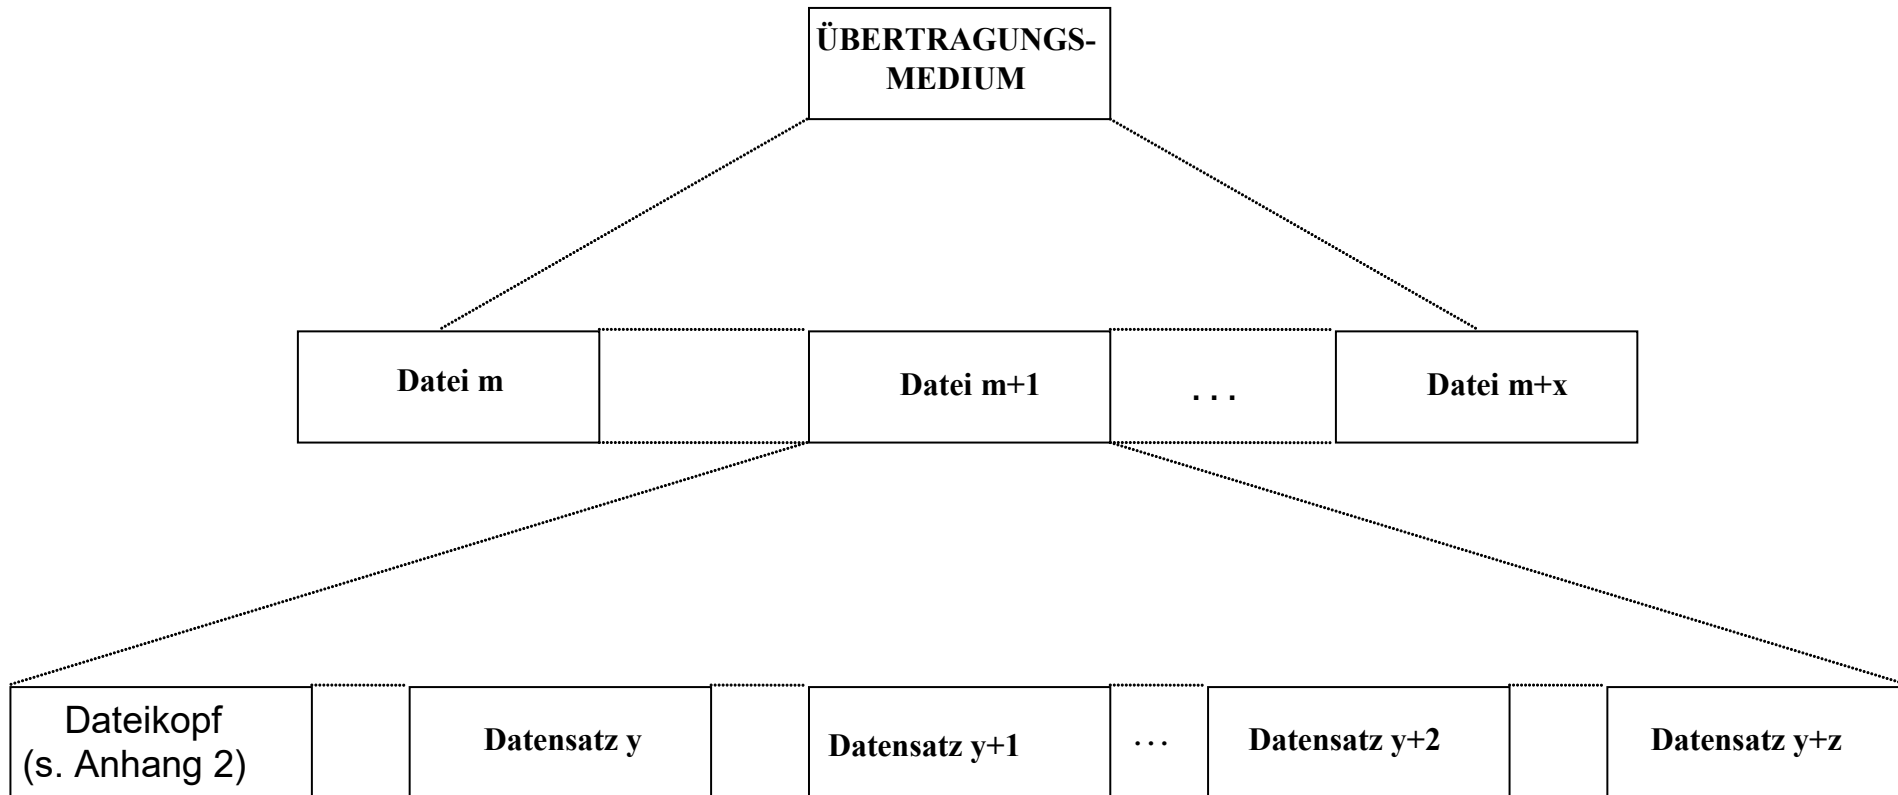 ÜBERTRAGUNGS-
MEDIUM
Datei m
Datei m+1
...
Datei m+x
Dateikopf
(s. Anhang 2)
Datensatz y
Datensatz y+1
...
Datensatz y+2
Datensatz y+z